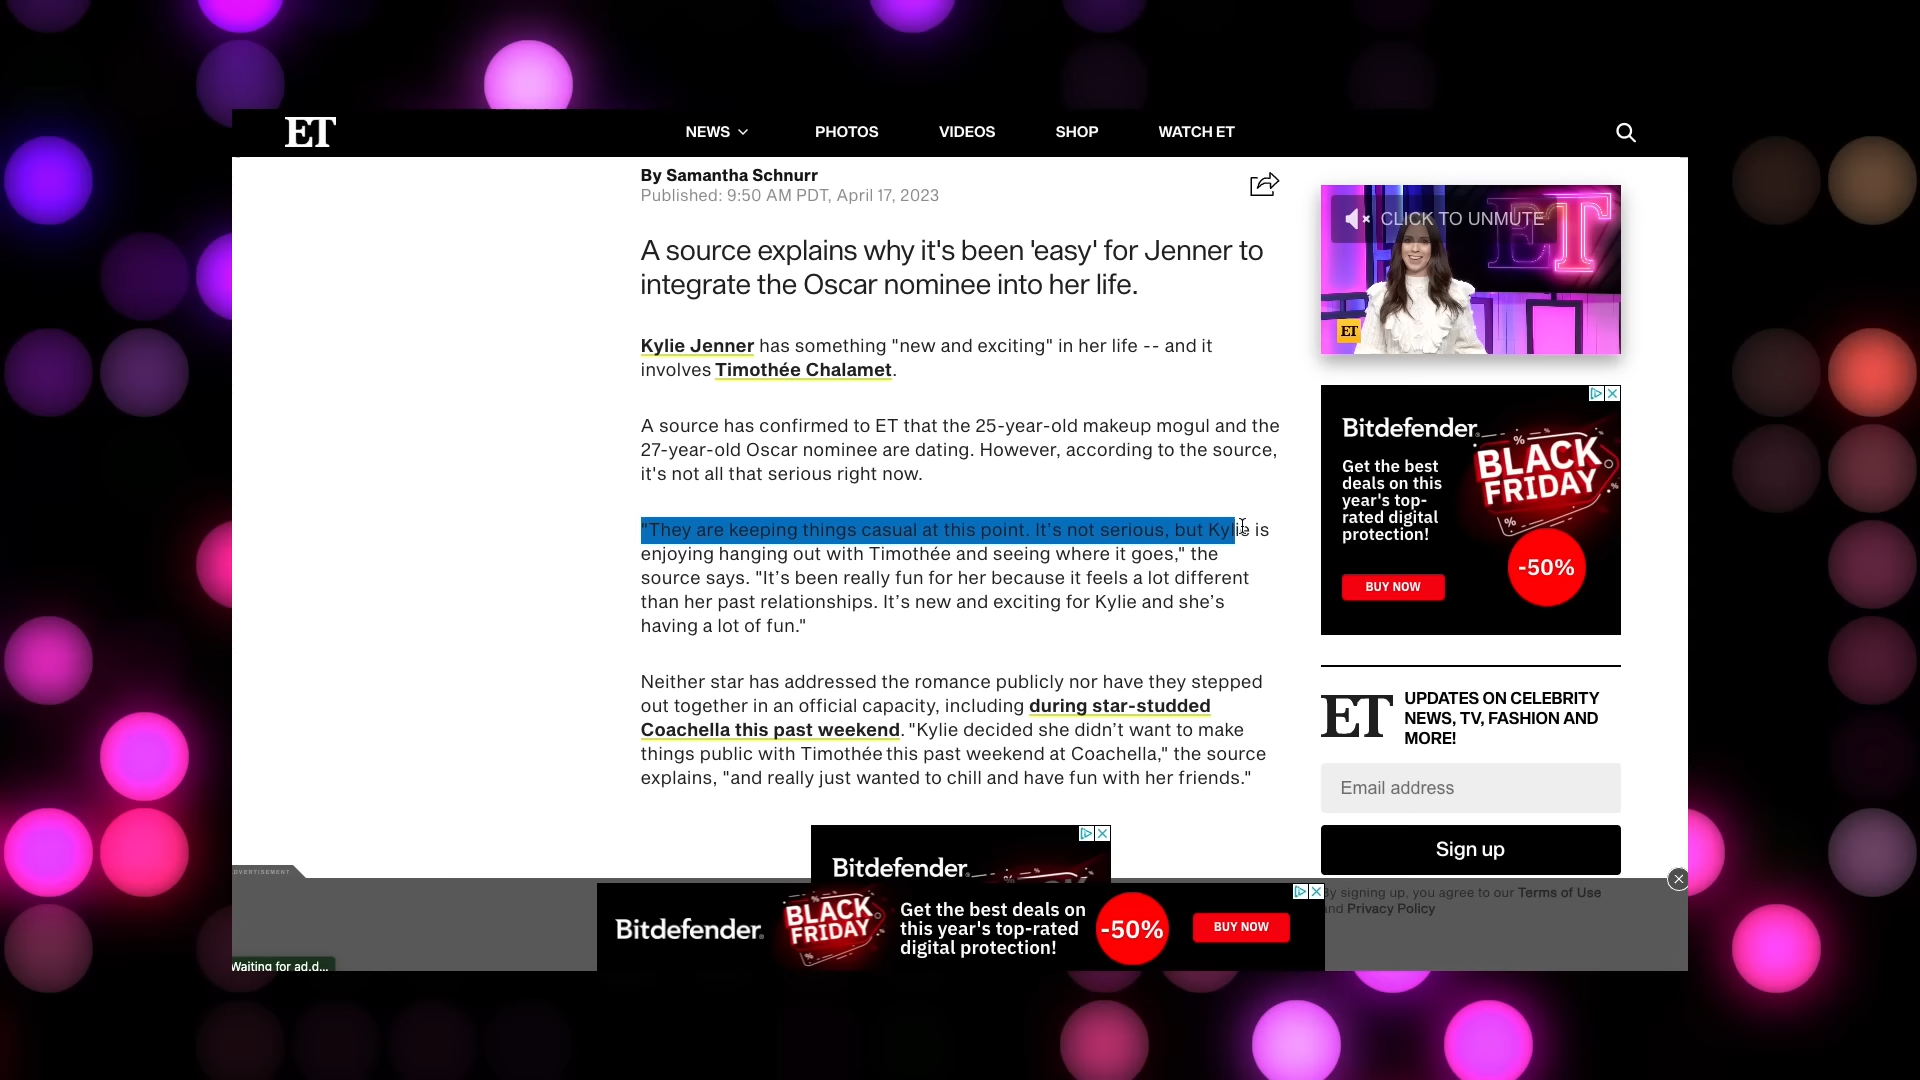 ET
NEWS
PHOTOS
VIDEOS
SHOP
WATCH ET
By Samantha Schnurr
Published: 9:50 AM PDT, April 17, 2023
A source explains why it's been 'easy' for Jenner to
integrate the Oscar nominee into her life.
Kylie Jenner has something "new and exciting" in her life -- and it
involves Timothée Chalamet.
A source has confirmed to ET that the 25-year-old makeup mogul and the
27-year-old Oscar nominee are dating. However, according to the source,
it's not all that serious right now.
"They are keeping things casual at this point. It’s not serious, but Kylie is
enjoying hanging out with Timothée and seeing where it goes," the
source says. "It’s been really fun for her because it feels a lot different
than her past relationships. It’s new and exciting for Kylie and she’s
having a lot of fun."
Neither star has addressed the romance publicly nor have they stepped
out together in an official capacity, including during star-studded
Coachella this past weekend. "Kylie decided she didn’t want to make
things public with Timothée this past weekend at Coachella," the source
explains, "and really just wanted to chill and have fun with her friends."
CLICK TO UNMUTE
ET
ET
Bitdefender
BLACK
FRIDAY
Get the best
deals on this
year's top-
rated digital
protection!
-50%
BUY NOW
ET
UPDATES ON CELEBRITY
NEWS, TV, FASHION AND
MORE!
Email address
Sign up
By signing up, you agree to our Terms of Use
and Privacy Policy
Bitdefender
ADVERTISEMENT
Bitdefender
BLACK
FRIDAY
Get the best deals on
this year's top-rated
digital protection!
-50%
BUY NOW
Waiting for ad.d...